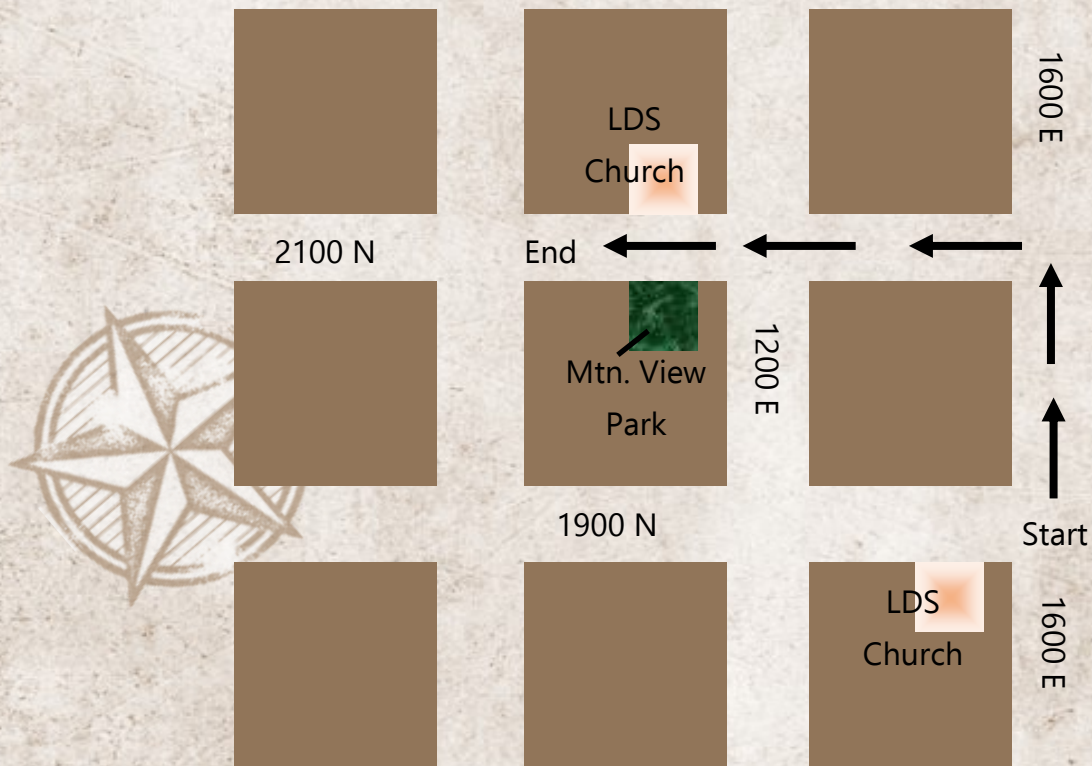 1600 E
LDS
Church
2100 N
End
1200 E
Mtn. View
Park
1900 N
Start
LDS
Church
1600 E